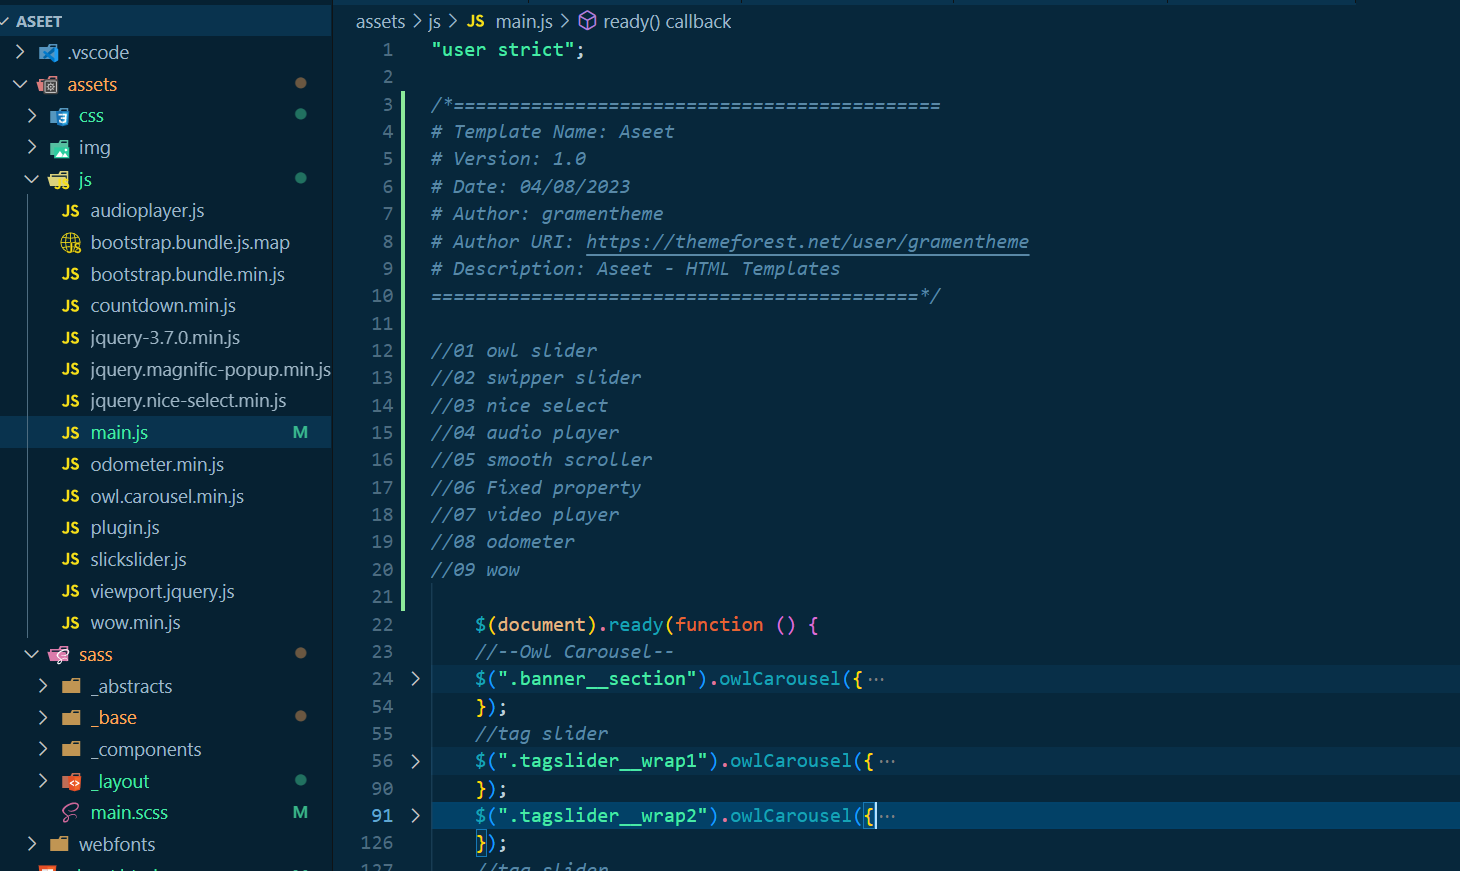 ASEET
.vscode
assets
css
img
js
audioplayer.js
bootstrap.bundle.js.map
bootstrap.bundle.min.js
countdown.min.js
jquery-3.7.0.min.js
jquery.magnific-popup.min.js
jquery.nice-select.min.js
main.js M
odometer.min.js
owl.carousel.min.js
plugin.js
slickslider.js
viewport.jquery.js
wow.min.js
sass
_abstracts
_base
_components
_layout
main.scss M
webfonts
assets > js > JS main.js > ready() callback
1 "user strict";
2
3 /*============================================
4 # Template Name: Aseet
5 # Version: 1.0
6 # Date: 04/08/2023
7 # Author: gramentheme
8 # Author URI: https://themeforest.net/user/gramentheme
9 # Description: Aseet - HTML Templates
10 ============================================*/
11
12 //01 owl slider
13 //02 swipper slider
14 //03 nice select
15 //04 audio player
16 //05 smooth scroller
17 //06 Fixed property
18 //07 video player
19 //08 odometer
20 //09 wow
21
22 $(document).ready(function () {
23 //--Owl Carousel--
24 $(".banner__section").owlCarousel({ ···
54 });
55 //tag slider
56 $(".tagslider__wrap1").owlCarousel({ ···
90 });
91 $(".tagslider__wrap2").owlCarousel({ ···
126 });
127 //tag slider